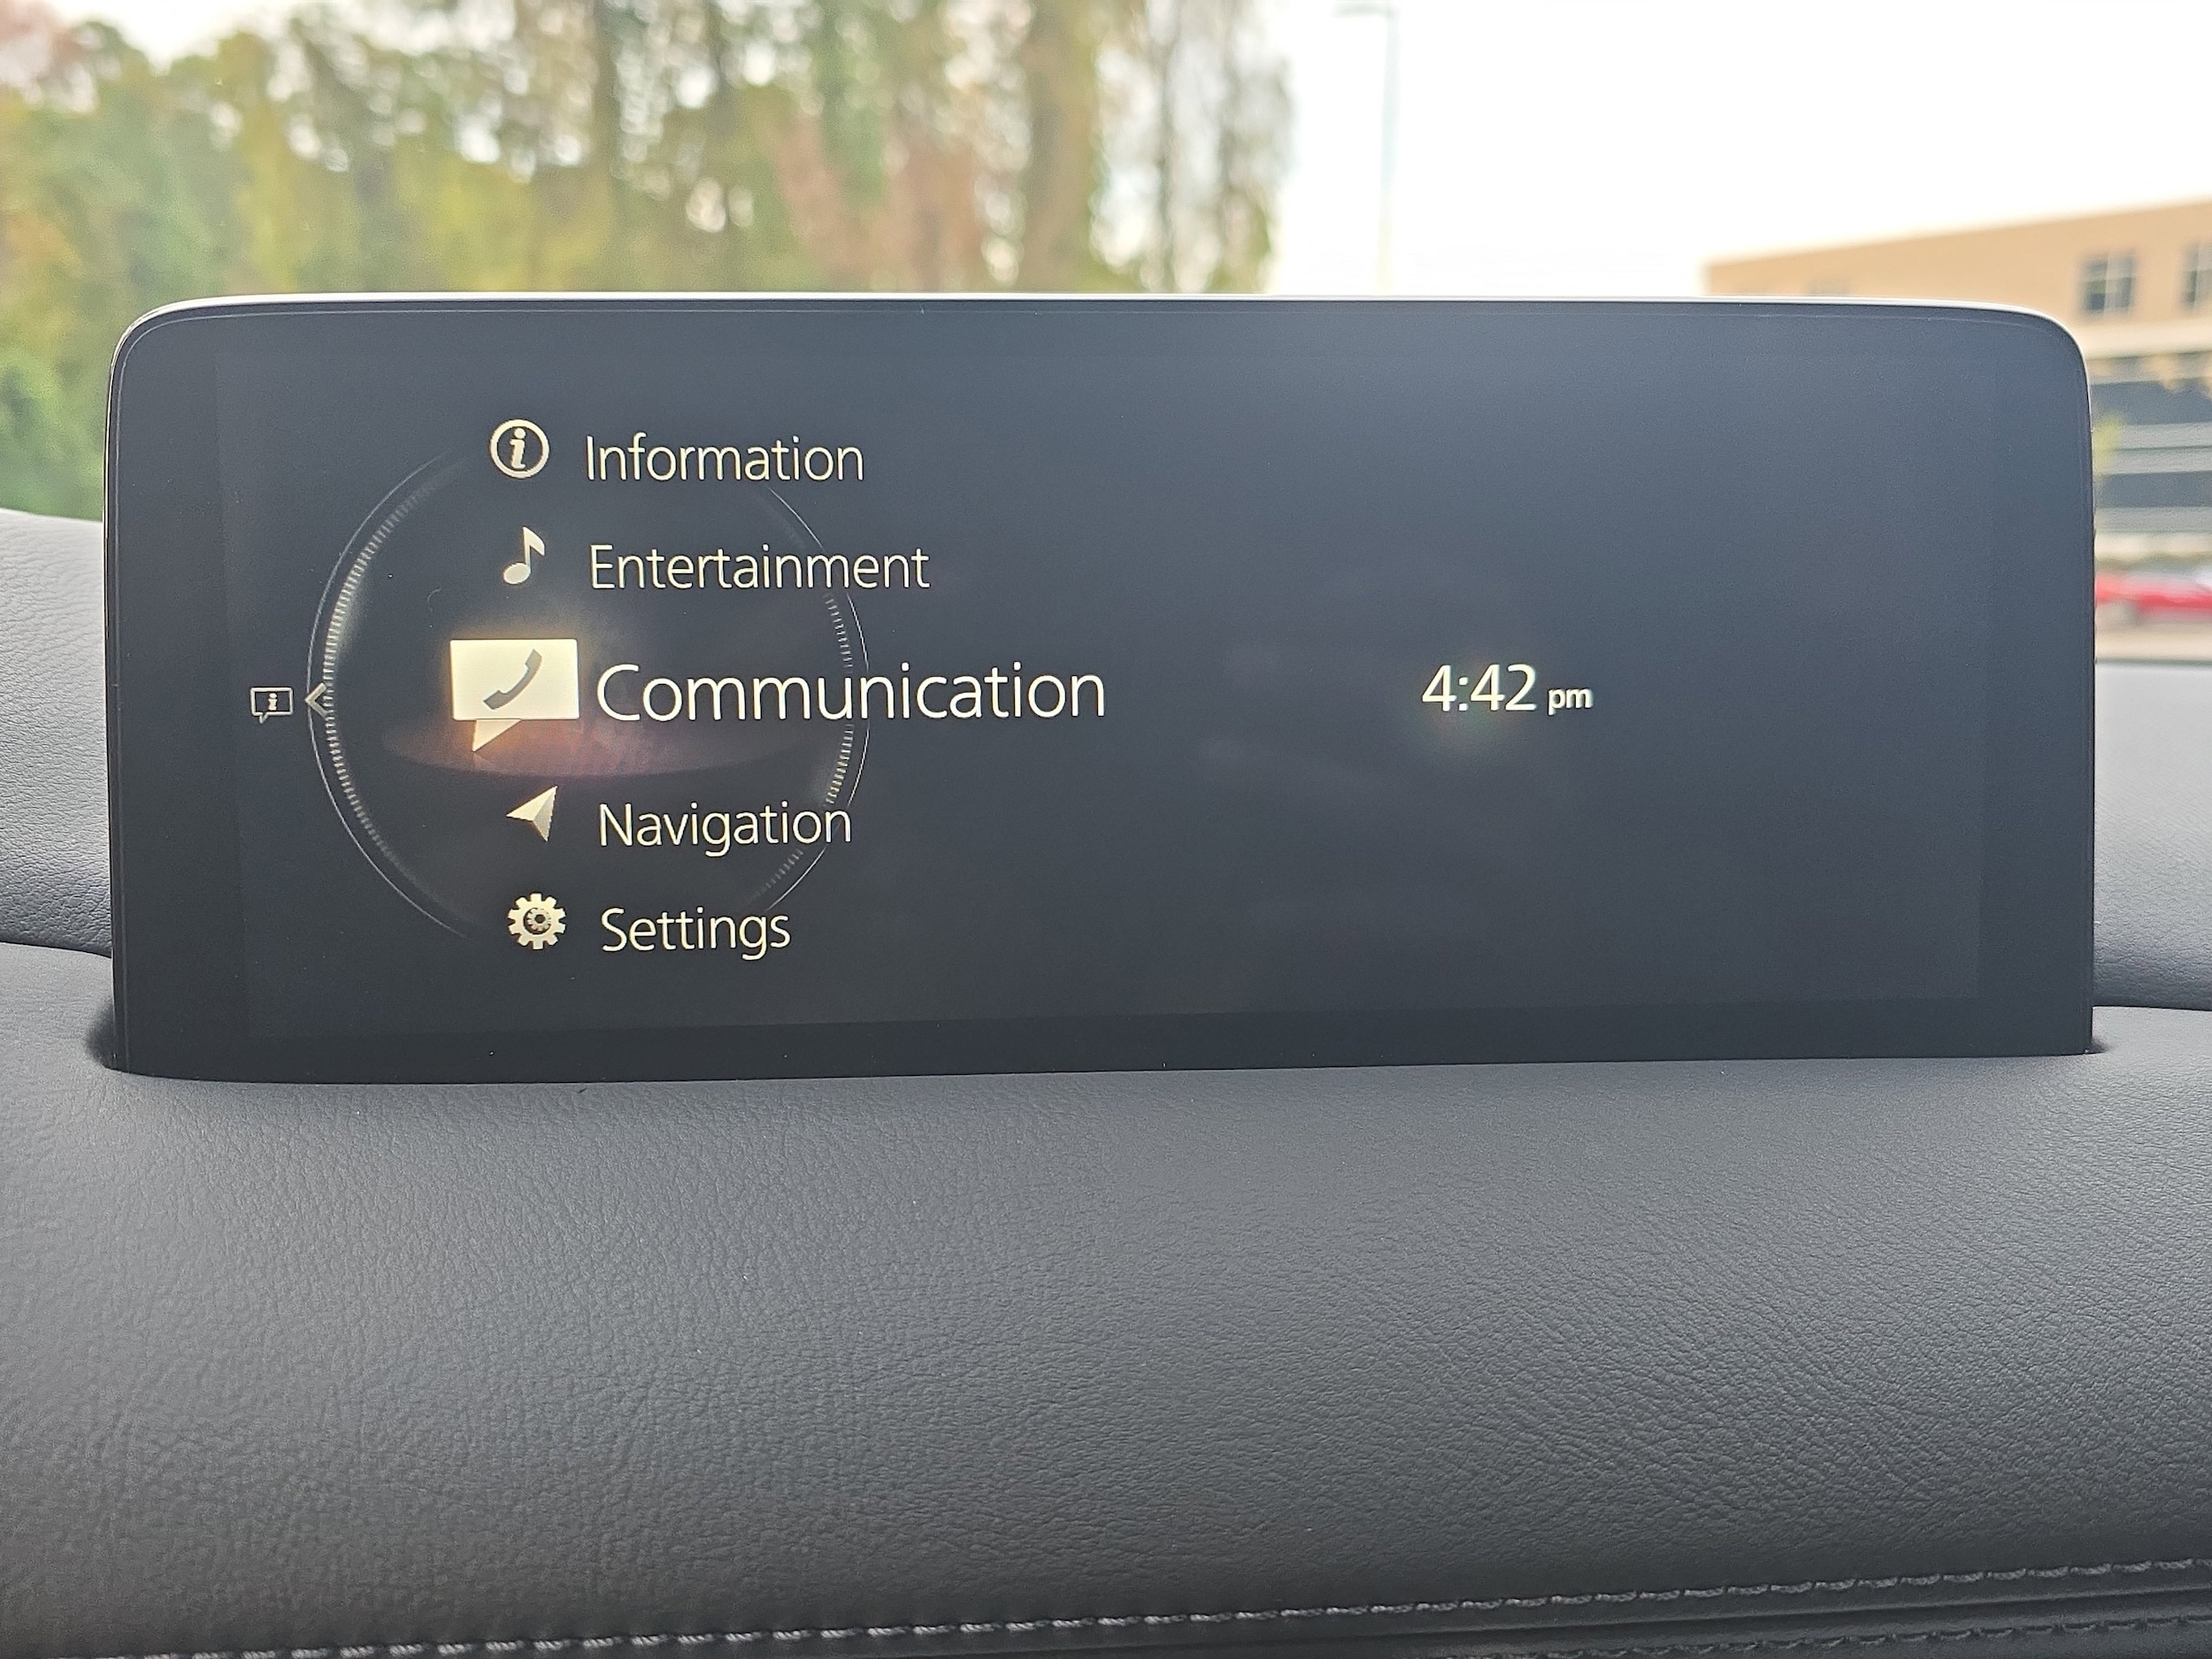 Information
Entertainment
Communication
4:42 pm
Navigation
Settings